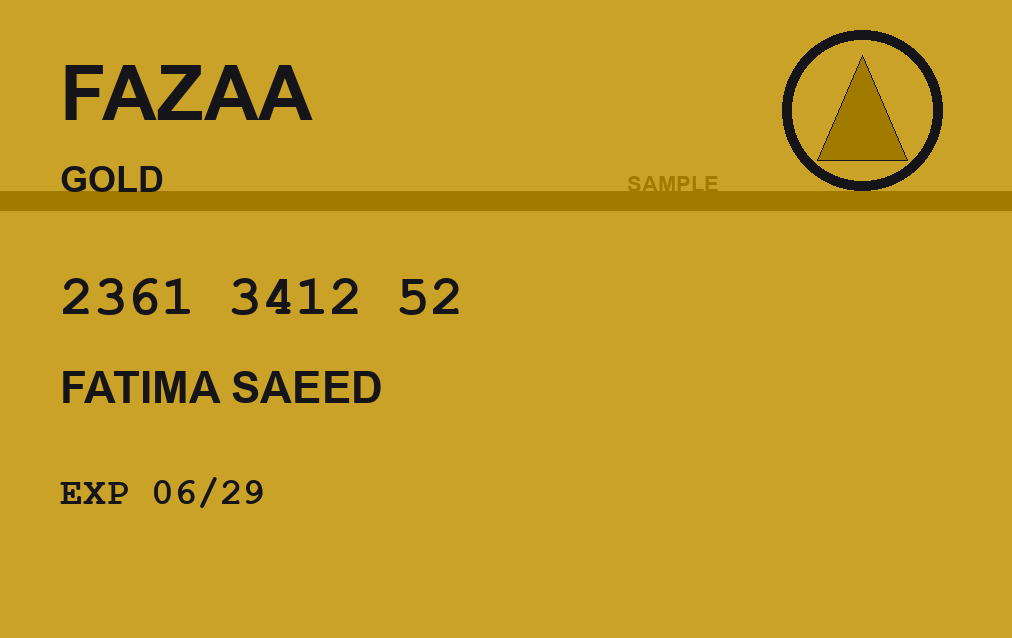 FAZAA
GOLD
SAMPLE
2361 3412 52
FATIMA SAEED
EXP 06/29